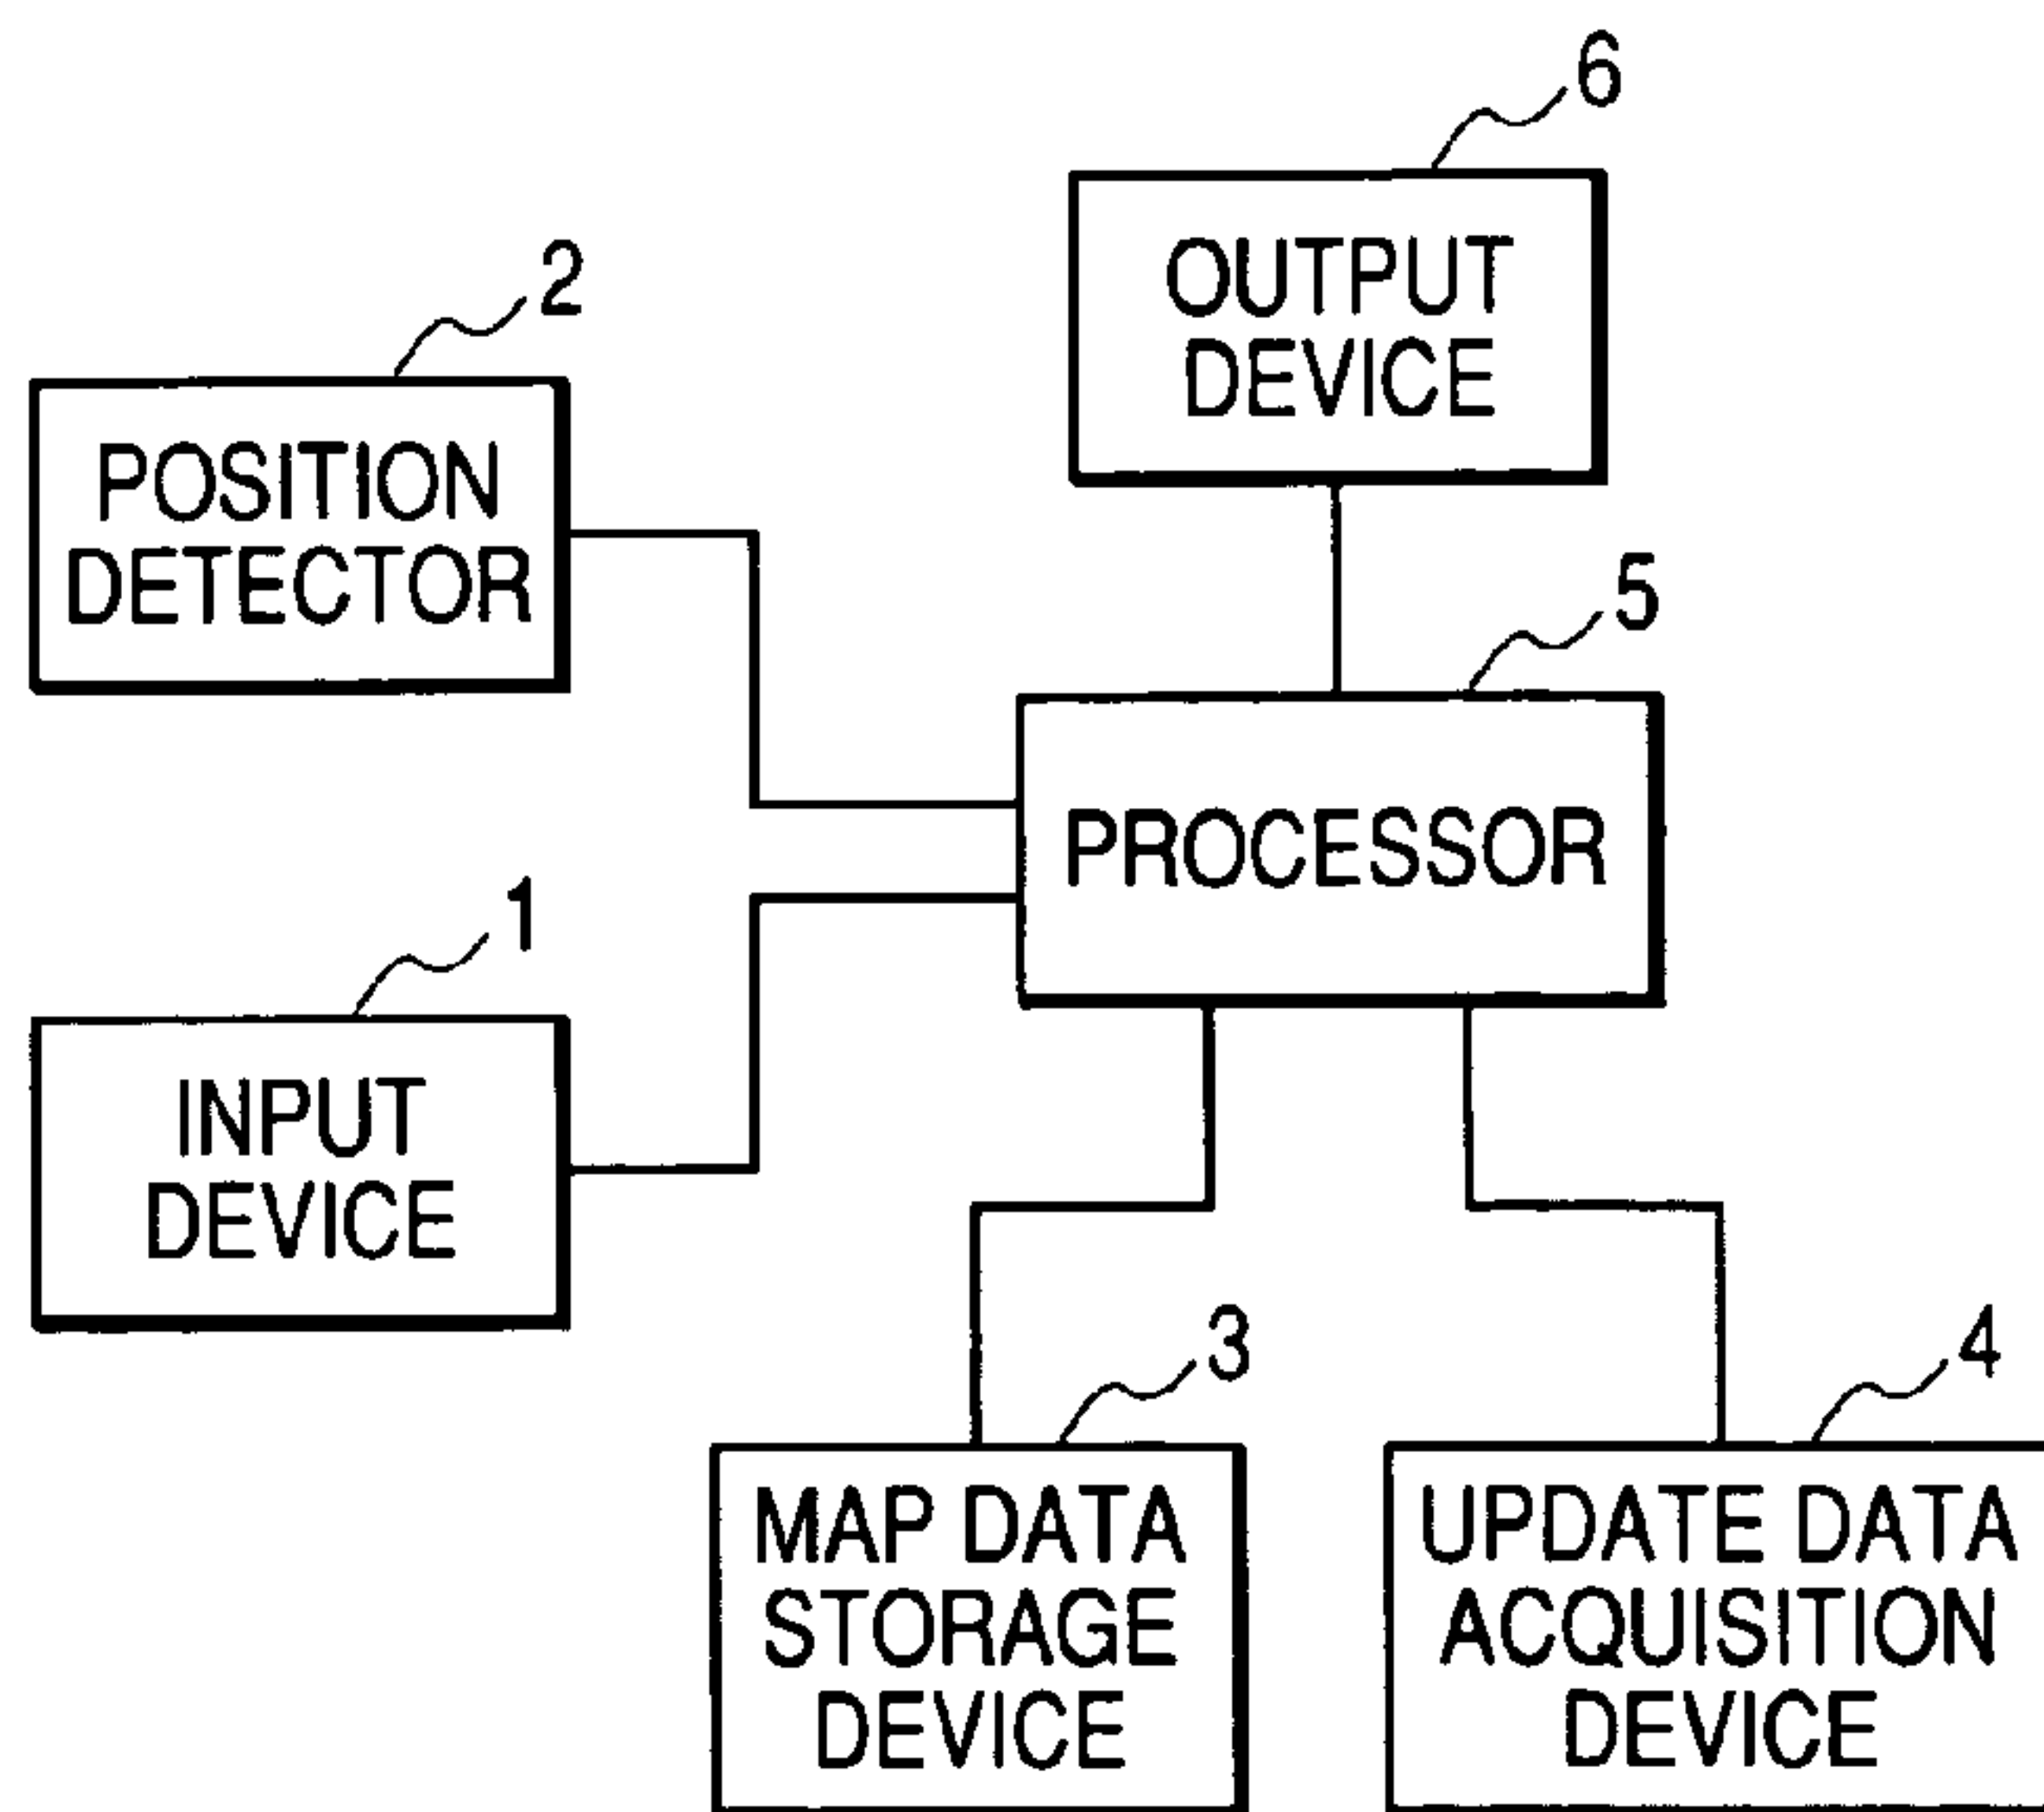 6
OUTPUT
DEVICE
2
POSITION
DETECTOR
5
PROCESSOR
1
INPUT
DEVICE
3
MAP DATA
STORAGE
DEVICE
4
UPDATE DATA
ACQUISITION
DEVICE